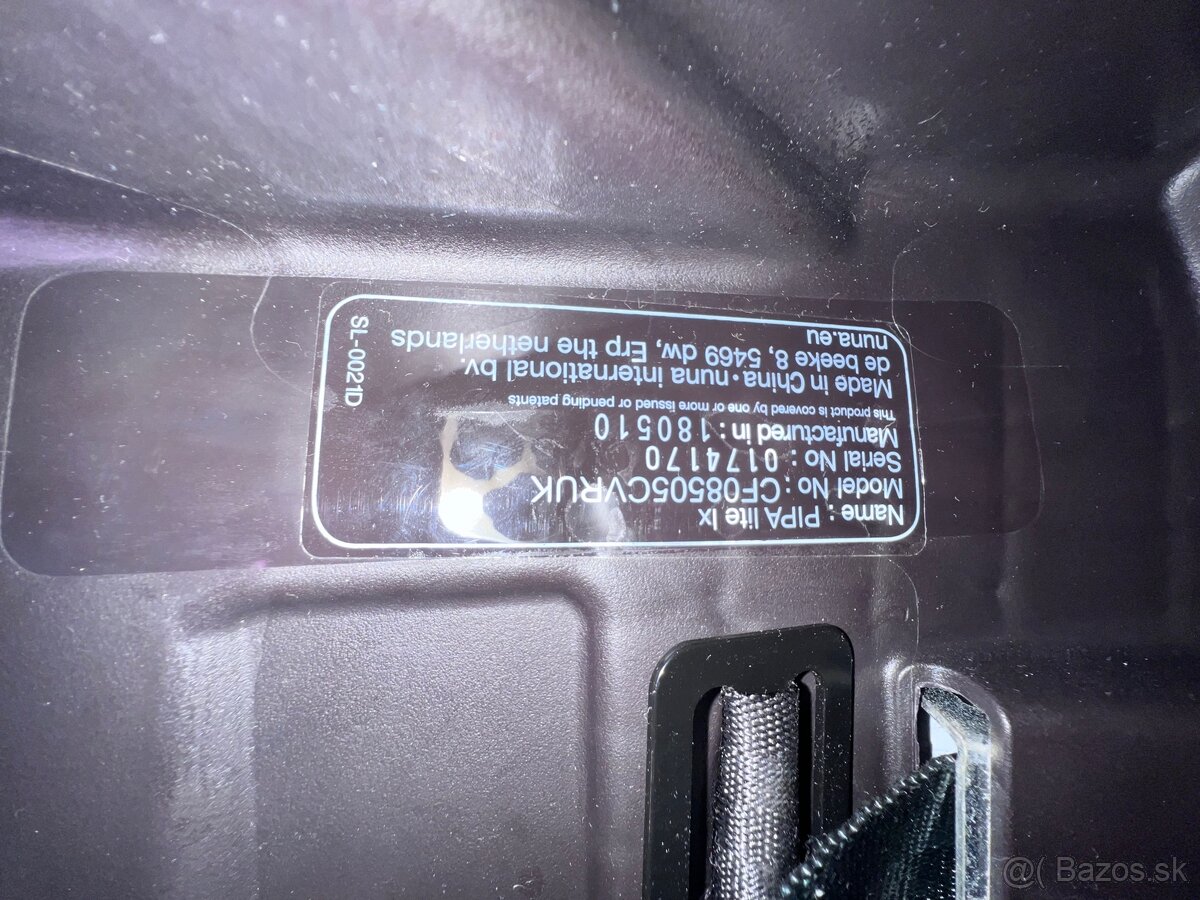 Name : PIPA lite lx
Model No : CF08505CVRUK
Serial No : 0174170
Manufactured in : 180510
This product is covered by one or more issued or pending patents
Made in China • nuna international bv.
de beeke 8, 5469 dw, Erp the netherlands
nuna.eu
SL-0021D
@( Bazos.sk